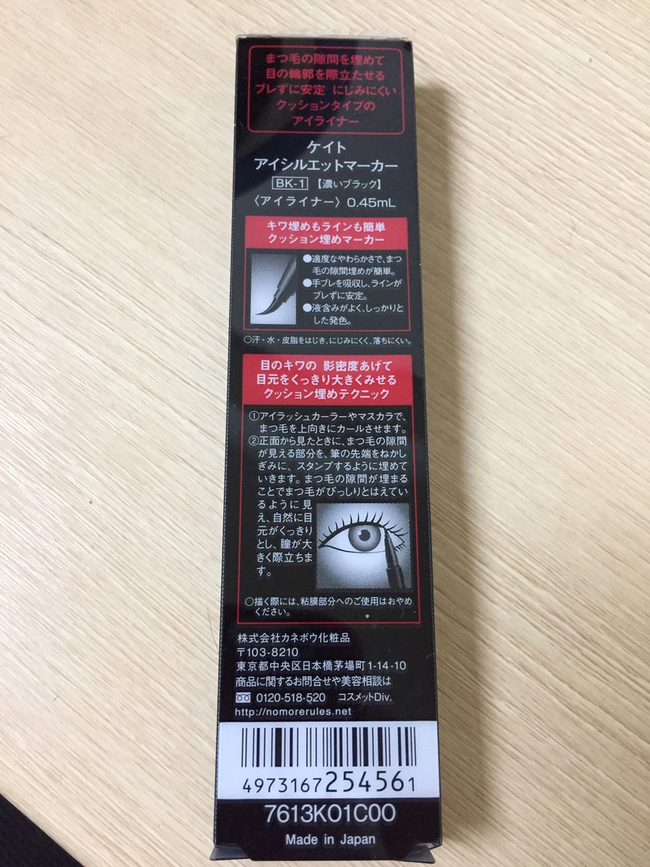 まつ毛の隙間を埋めて
目の輪郭を際立たせる
ブレずに安定 にじみにくい
クッションタイプの
アイライナー
ケイト
アイシルエットマーカー
BK-1 【濃いブラック】
〈アイライナー〉0.45mL
キワ埋めもラインも簡単
クッション埋めマーカー
●適度なやわらかさで、まつ
毛の隙間埋めが簡単。
●手ブレを吸収し、ラインが
ブレずに安定。
●液含みがよく、しっかりと
した発色。
○汗・水・皮脂をはじき、にじみにくく、落ちにくい。
目のキワの 影密度あげて
目元をくっきり大きくみせる
クッション埋めテクニック
①アイラッシュカーラーやマスカラで、
まつ毛を上向きにカールさせます。
②正面から見たときに、まつ毛の隙間
が見える部分を、筆の先端をねかし
ぎみに、スタンプするように埋めて
いきます。まつ毛の隙間が埋まる
ことでまつ毛がびっしりとはえてい
るように見
え、自然に目
元がくっきり
とし、瞳が大
きく際立ちま
す。
○描く際には、粘膜部分へのご使用はおやめ
ください。
株式会社カネボウ化粧品
〒103-8210
東京都中央区日本橋茅場町1-14-10
商品に関するお問合せや美容相談は
0120-518-520 コスメットDiv.
http://nomorerules.net
4973167254561
7613K01C00
Made in Japan